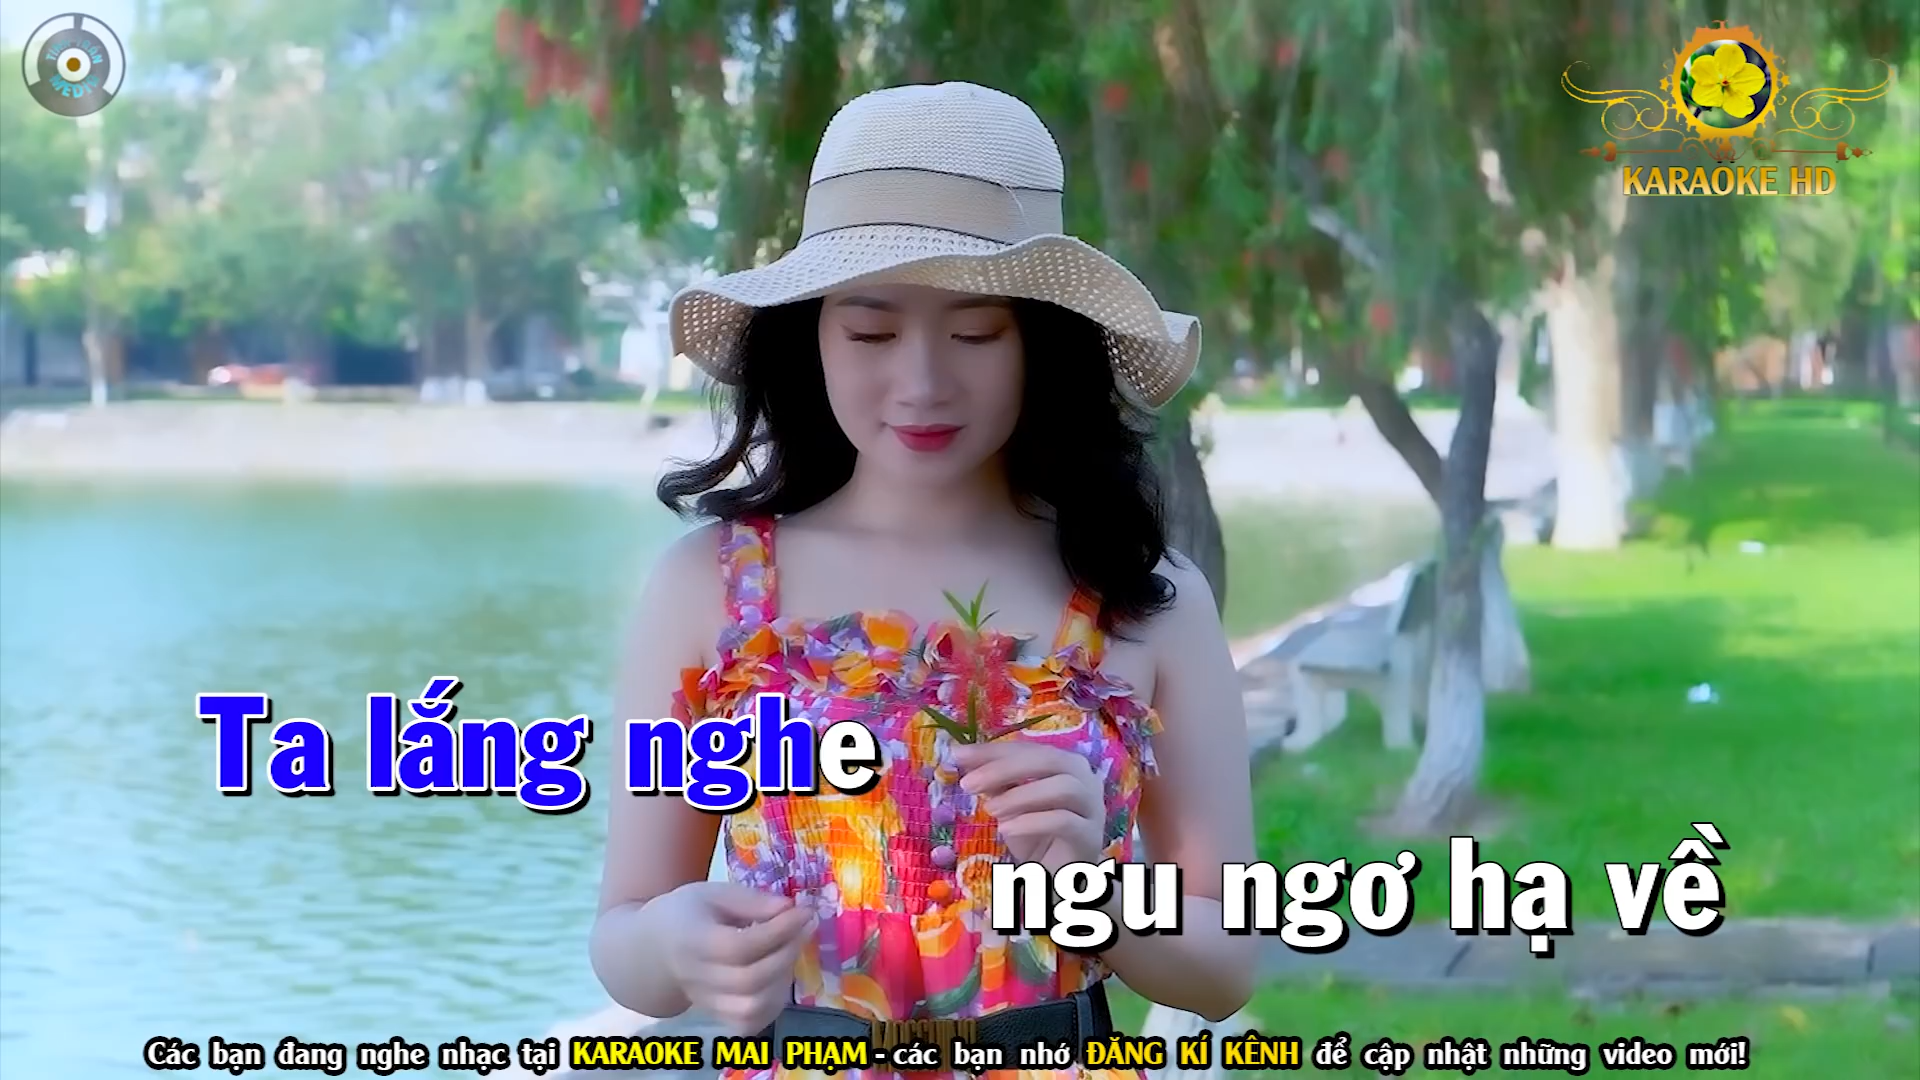 KARAOKE HD
Ta lắng nghe
ngu ngơ hạ về
Các bạn đang nghe nhạc tại KARAOKE MAI PHẠM - các bạn nhớ ĐĂNG KÍ KÊNH để cập nhật những video mới!